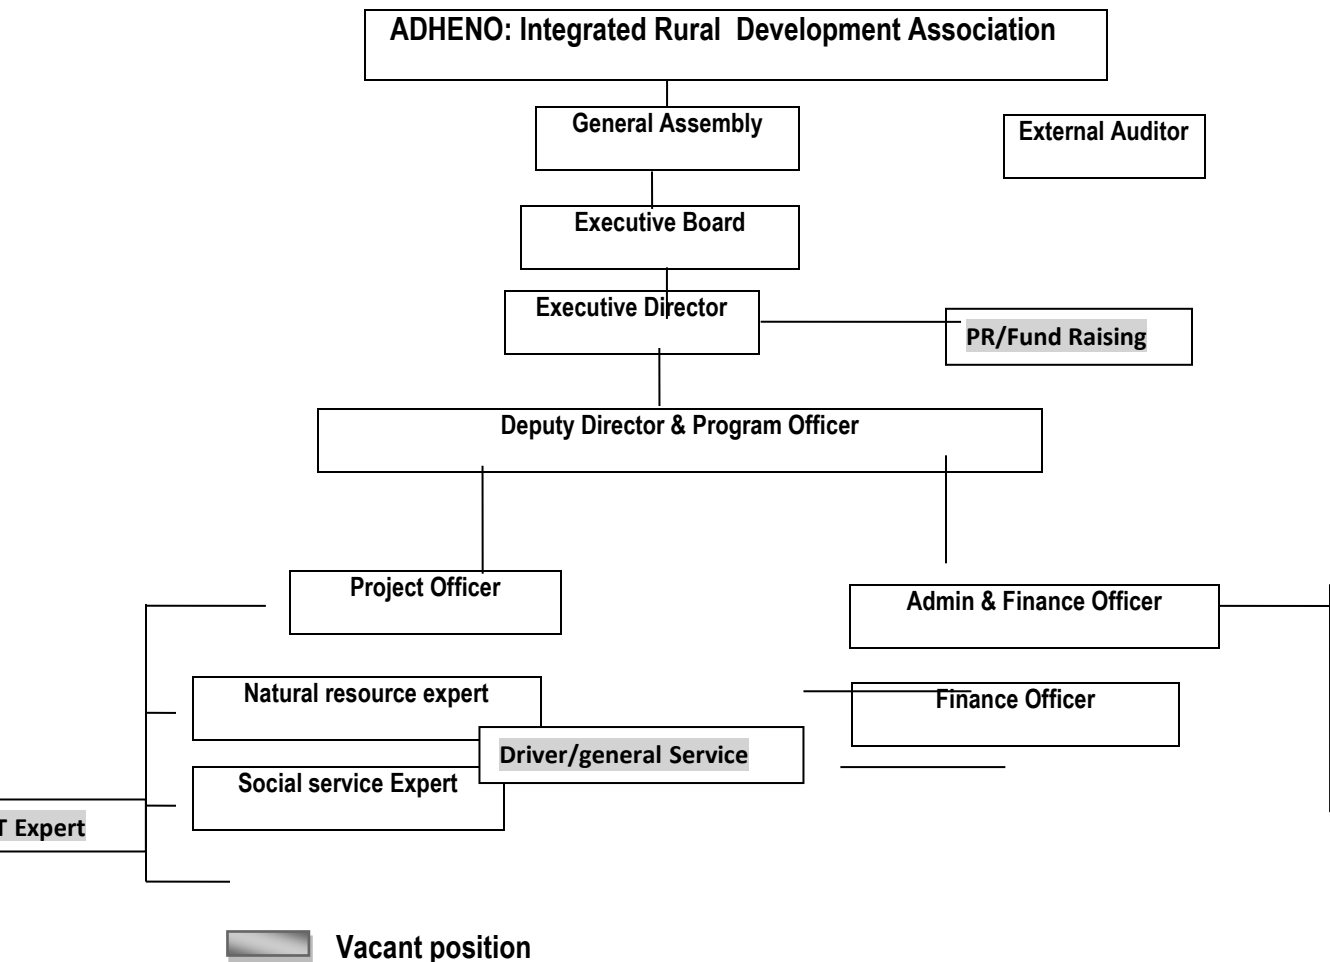 ADHENO: Integrated Rural Development Association
General Assembly
External Auditor
Executive Board
Executive Director
PR/Fund Raising
Deputy Director & Program Officer
Project Officer
Admin & Finance Officer
Natural resource expert
Finance Officer
Driver/general Service
Social service Expert
T Expert
Vacant position